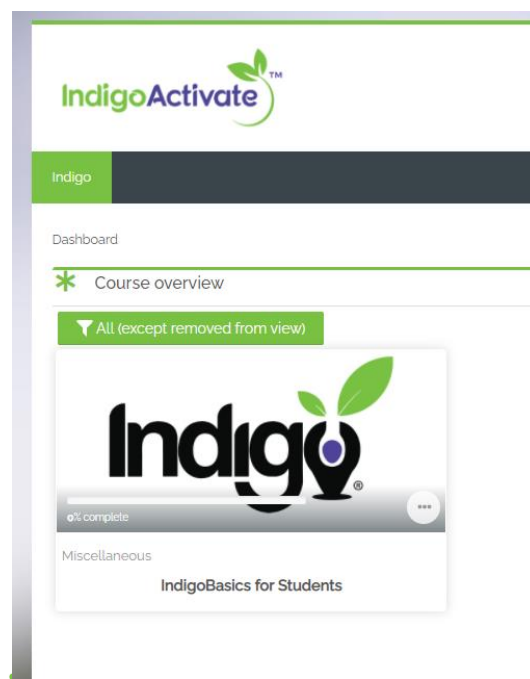 IndigoActivate™
Indigo
Dashboard
Course overview
All (except removed from view)
Indigo®
0% complete
Miscellaneous
IndigoBasics for Students